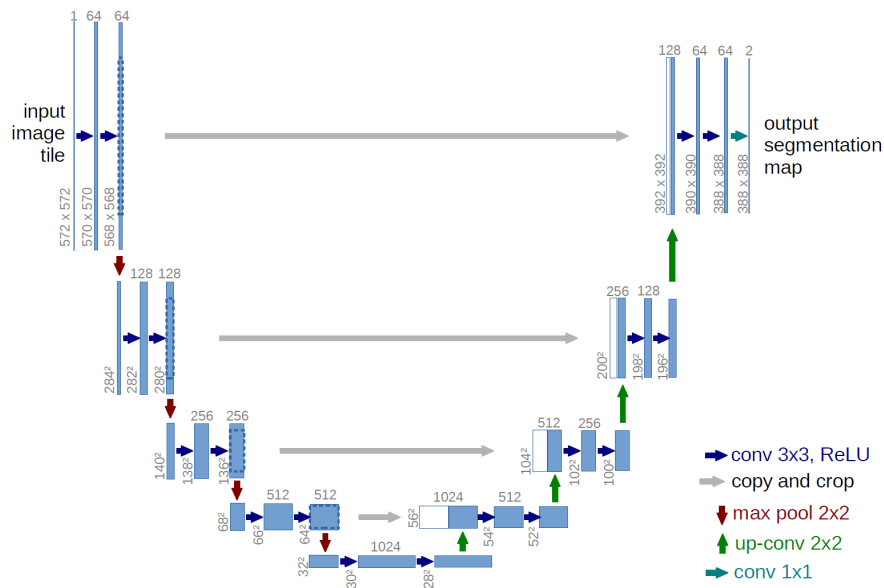 1 64 64
input
image
tile
572 x 572
570 x 570
568 x 568
128 64 64 2
392 x 392
390 x 390
388 x 388
388 x 388
output
segmentation
map
128 128
284²
282²
280²
256 128
200²
198²
196²
256 256
140²
138²
136²
512 256
104²
102²
100²
512 512
68²
66²
64²
1024 512
56²
54²
52²
1024
32²
30²
28²
conv 3x3, ReLU
copy and crop
max pool 2x2
up-conv 2x2
conv 1x1